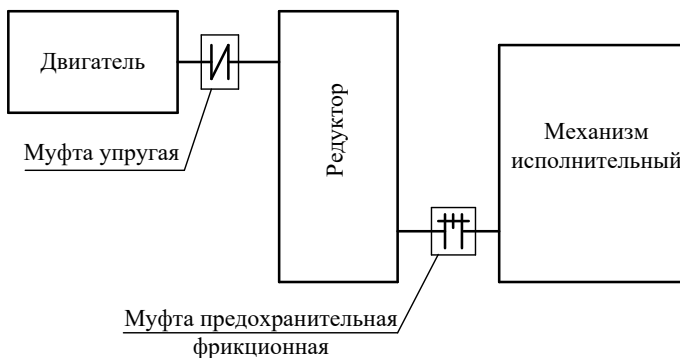 Двигатель
Муфта упругая
Редуктор
Механизм
исполнительный
Муфта предохранительная
фрикционная